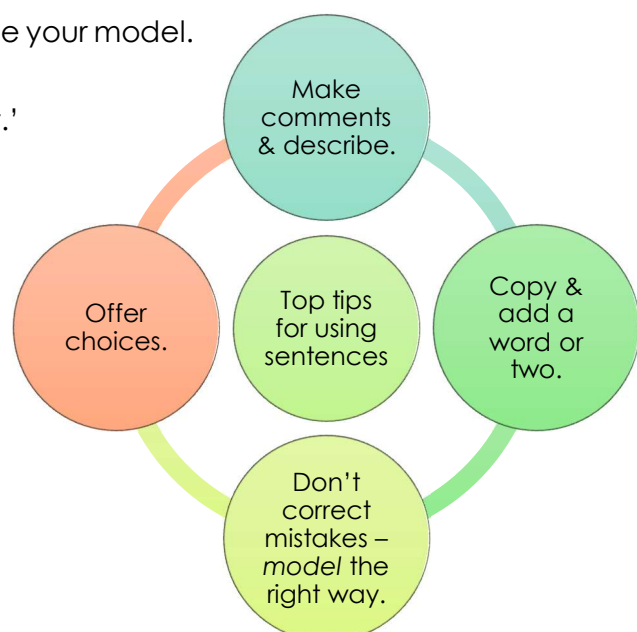 e your model.
.'
Make
comments
& describe.
Offer
choices.
Top tips
for using
sentences
Copy &
add a
word or
two.
Don't
correct
mistakes –
model the
right way.